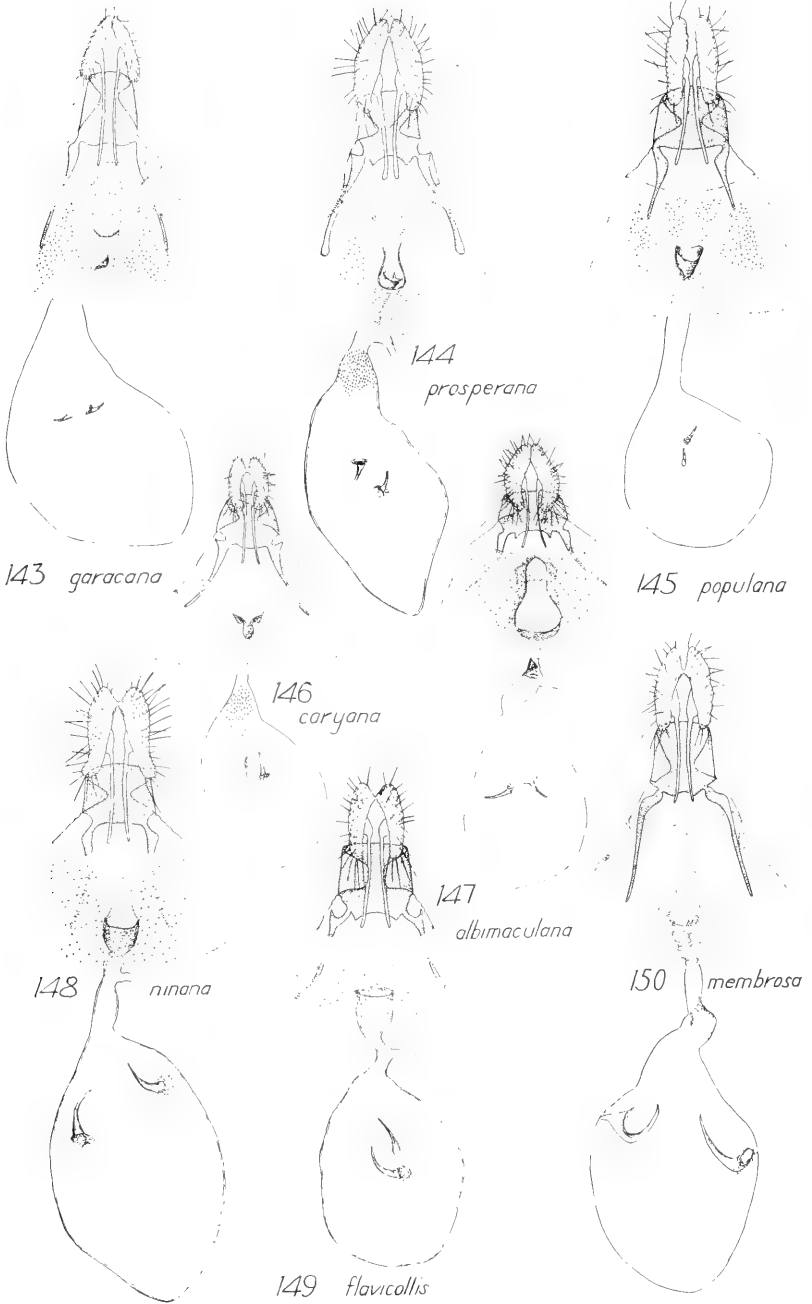 144
prosperana
143 garacana
145 populana
146
caryana
147
albimaculana
148 ninana
150 membrosa
149 flavicollis